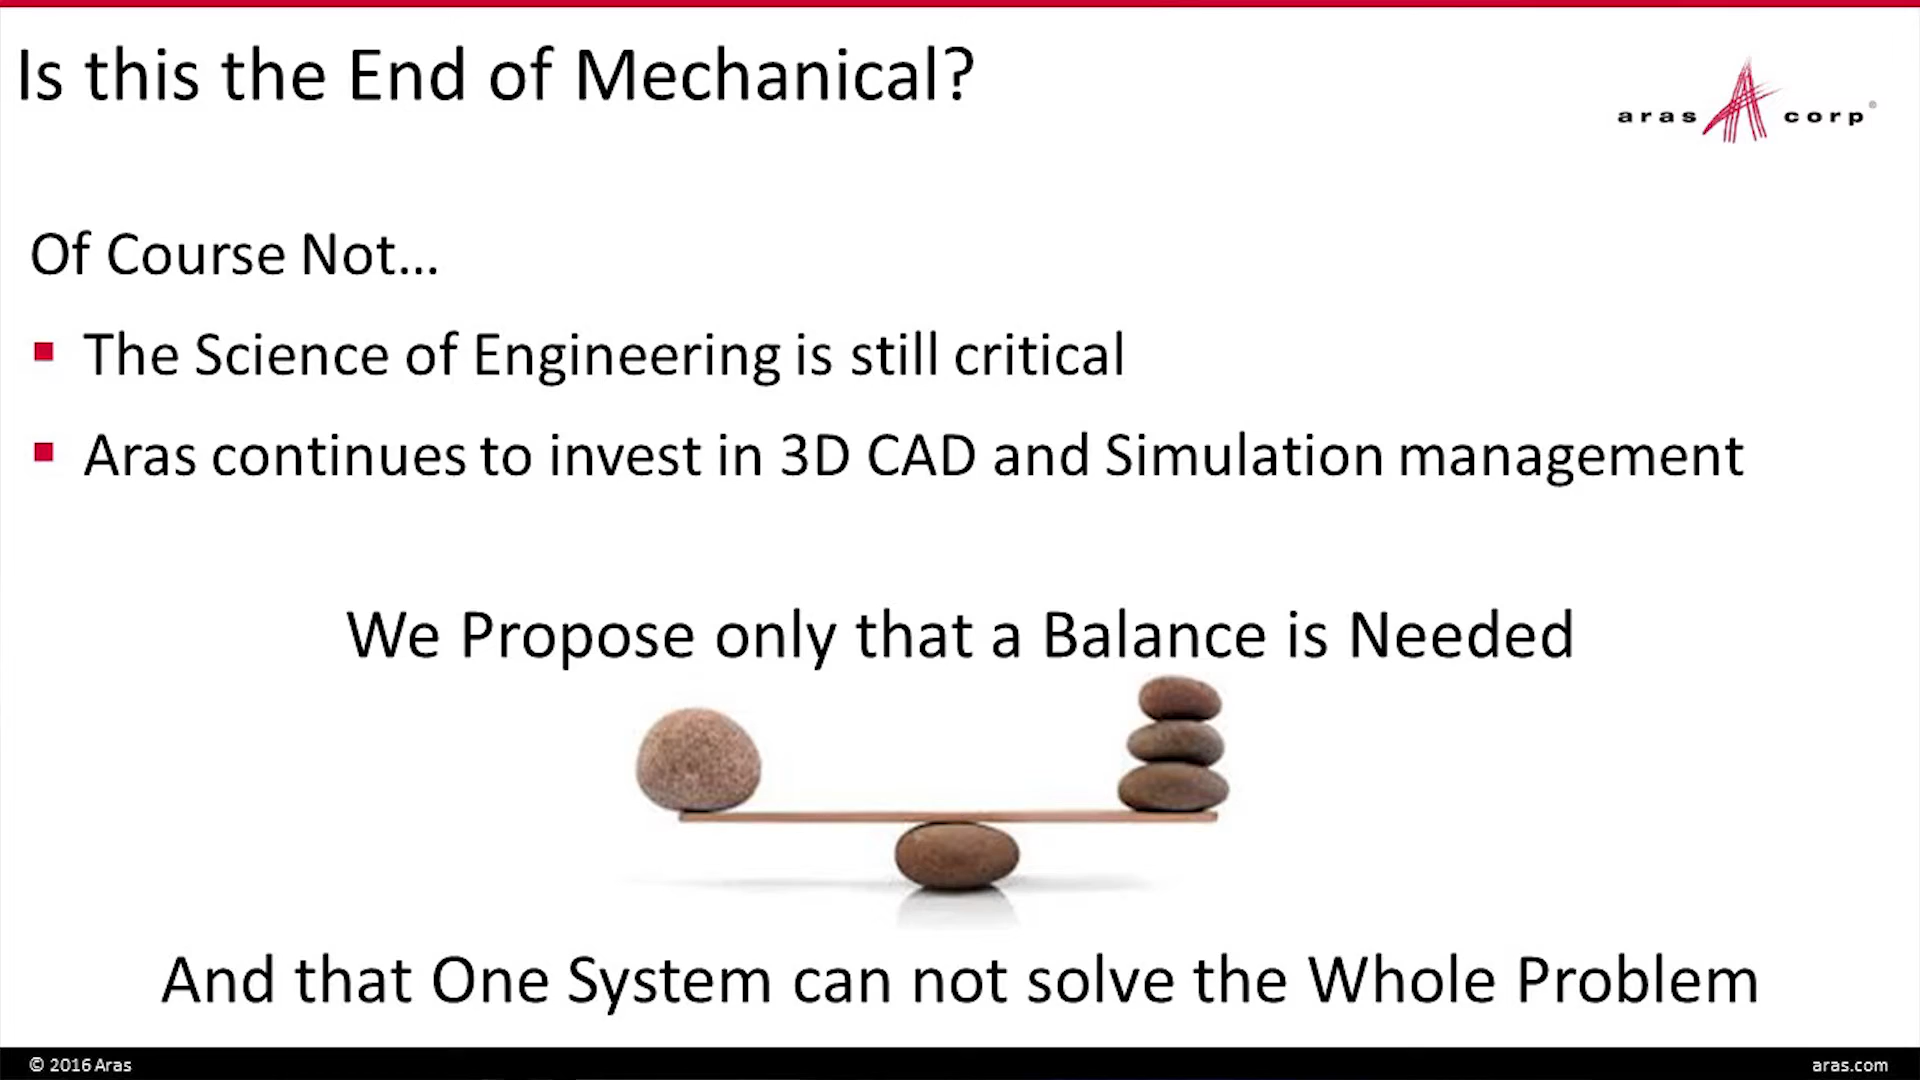 Is this the End of Mechanical?
aras corp®
Of Course Not...
▪ The Science of Engineering is still critical
▪ Aras continues to invest in 3D CAD and Simulation management
We Propose only that a Balance is Needed
And that One System can not solve the Whole Problem
© 2016 Aras
aras.com